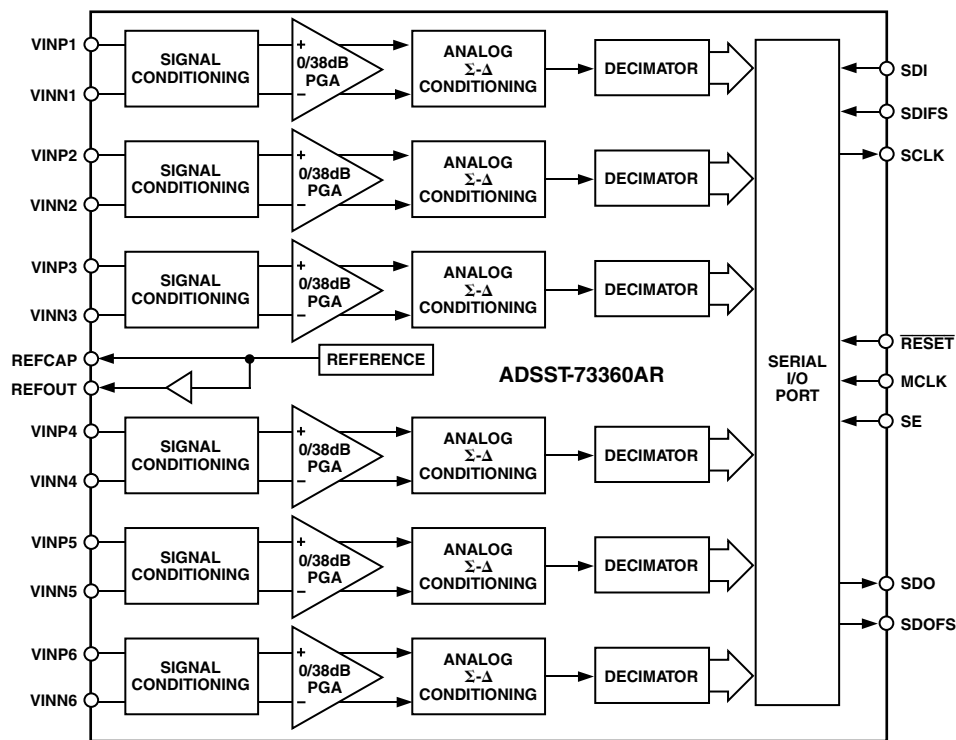 VINP1
VINN1
SIGNAL
CONDITIONING
+
−
0/38dB
PGA
ANALOG
Σ-Δ
CONDITIONING
DECIMATOR
VINP2
VINN2
SIGNAL
CONDITIONING
+
−
0/38dB
PGA
ANALOG
Σ-Δ
CONDITIONING
DECIMATOR
VINP3
VINN3
SIGNAL
CONDITIONING
+
−
0/38dB
PGA
ANALOG
Σ-Δ
CONDITIONING
DECIMATOR
REFCAP
REFOUT
REFERENCE
ADSST-73360AR
VINP4
VINN4
SIGNAL
CONDITIONING
+
−
0/38dB
PGA
ANALOG
Σ-Δ
CONDITIONING
DECIMATOR
VINP5
VINN5
SIGNAL
CONDITIONING
+
−
0/38dB
PGA
ANALOG
Σ-Δ
CONDITIONING
DECIMATOR
VINP6
VINN6
SIGNAL
CONDITIONING
+
−
0/38dB
PGA
ANALOG
Σ-Δ
CONDITIONING
DECIMATOR
SERIAL
I/O
PORT
SDI
SDIFS
SCLK
RESET
MCLK
SE
SDO
SDOFS